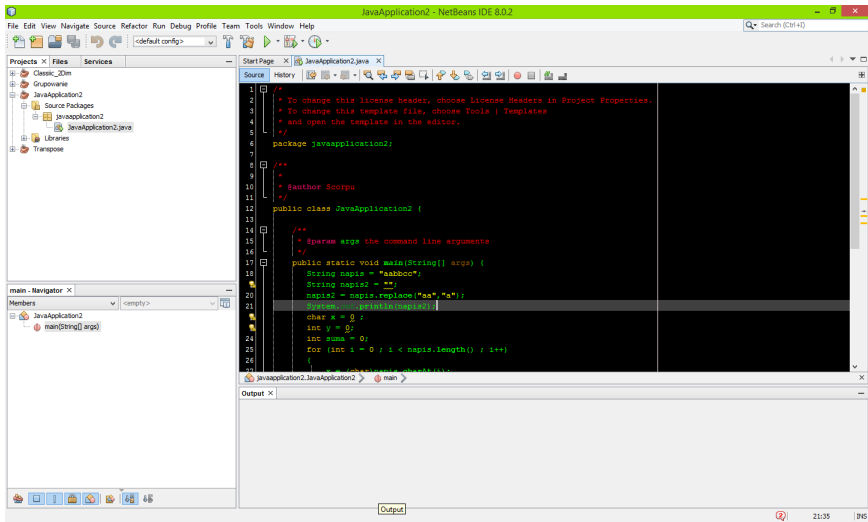 JavaApplication2 - NetBeans IDE 8.0.2
File Edit View Navigate Source Refactor Run Debug Profile Team Tools Window Help
Search (Ctrl+I)
<default config>
Projects Files Services
Classic_2Dim
Grupowanie
JavaApplication2
Source Packages
javaapplication2
JavaApplication2.java
Libraries
Transpose
main - Navigator
Members <empty>
JavaApplication2
main(String[] args)
Start Page JavaApplication2.java
Source History
1 /*
2 * To change this license header, choose License Headers in Project Properties.
3 * To change this template file, choose Tools | Templates
4 * and open the template in the editor.
5 */
6 package javaapplication2;
7
8 /**
9 *
10 * @author Soorpu
11 */
12 public class JavaApplication2 {
13
14 /**
15 * @param args the command line arguments
16 */
17 public static void main(String[] args) {
18 String napis = "aabbcc";
String napis2 = "";
20 napis2 = napis.replace("aa","a");
21 System.out.println(napis2);
char x = 0 ;
int y = 0;
24 int suma = 0;
25 for (int i = 0 ; i < napis.length() ; i++)
26 {
27 x = (char)napis.charAt(i);
javaapplication2.JavaApplication2 main
Output
Output
21:35 INS